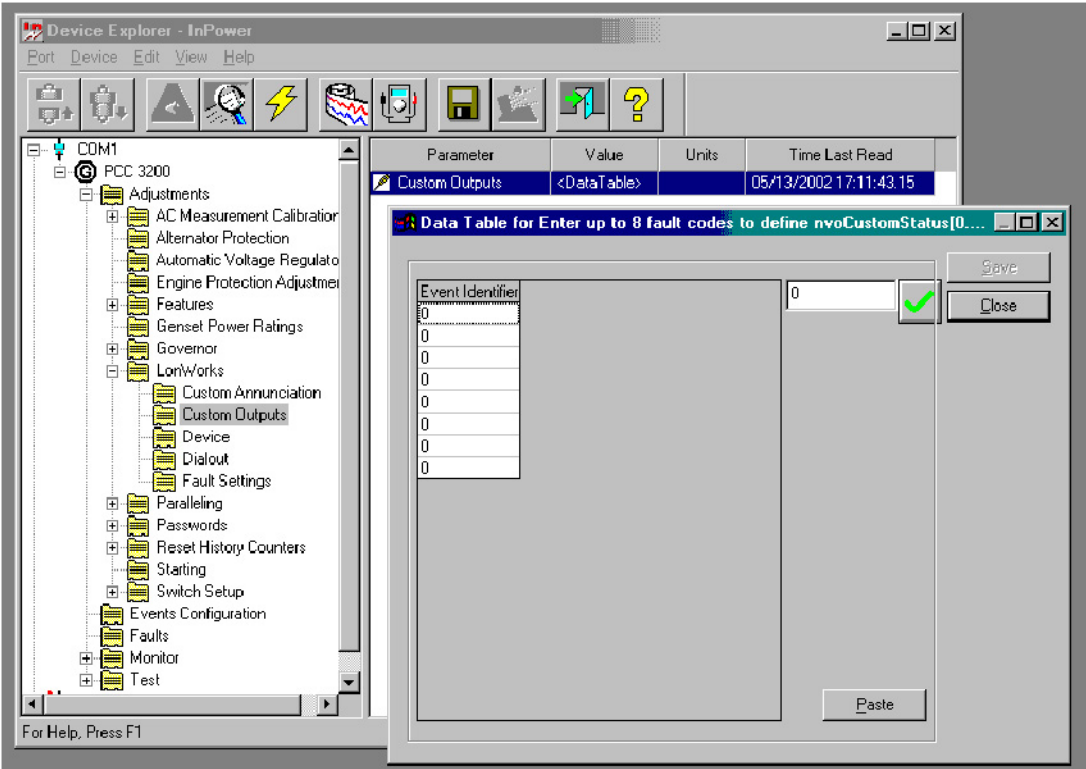 Device Explorer - InPower
Port Device Edit View Help
COM1
PCC 3200
Adjustments
AC Measurement Calibration
Alternator Protection
Automatic Voltage Regulato
Engine Protection Adjustmer
Features
Genset Power Ratings
Governor
LonWorks
Custom Annunciation
Custom Outputs
Device
Dialout
Fault Settings
Paralleling
Passwords
Reset History Counters
Starting
Switch Setup
Events Configuration
Faults
Monitor
Test
For Help, Press F1
Parameter Value Units Time Last Read
Custom Outputs <DataTable> 05/13/2002 17:11:43.15
Data Table for Enter up to 8 fault codes to define nvoCustomStatus[0....
Event Identifier
0
0
0
0
0
0
0
0
0
Save
Close
Paste